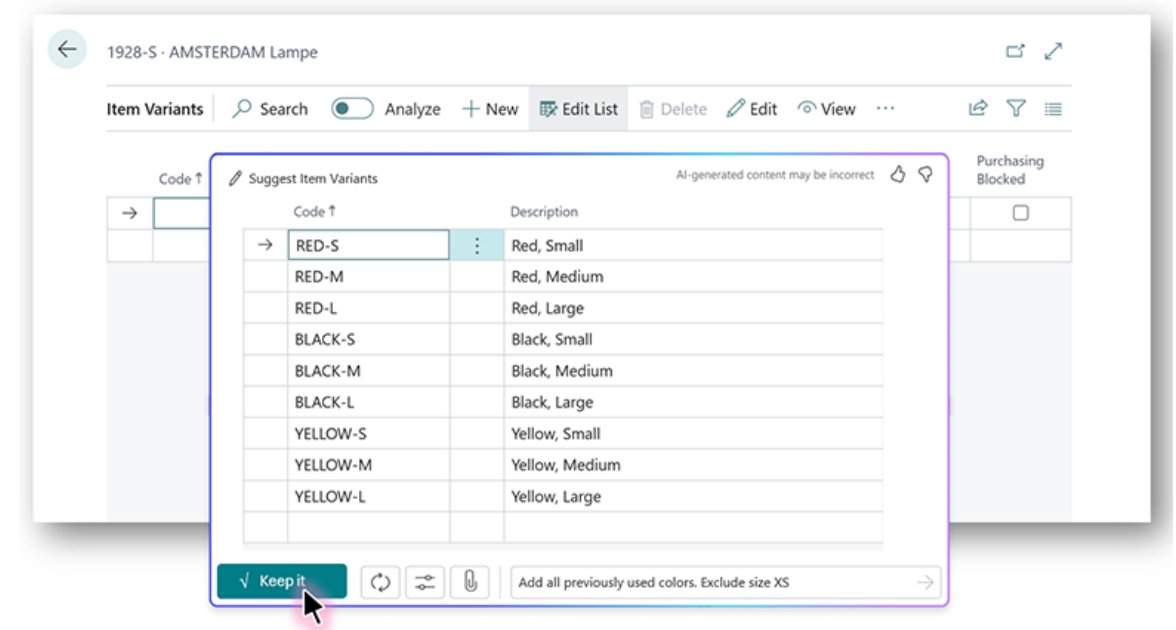 1928-S · AMSTERDAM Lampe
Item Variants Search Analyze + New Edit List Delete Edit View ···
Code ↑
Purchasing
Blocked
Suggest Item Variants
AI-generated content may be incorrect
Code ↑ Description
RED-S Red, Small
RED-M Red, Medium
RED-L Red, Large
BLACK-S Black, Small
BLACK-M Black, Medium
BLACK-L Black, Large
YELLOW-S Yellow, Small
YELLOW-M Yellow, Medium
YELLOW-L Yellow, Large
√ Keep it
Add all previously used colors. Exclude size XS